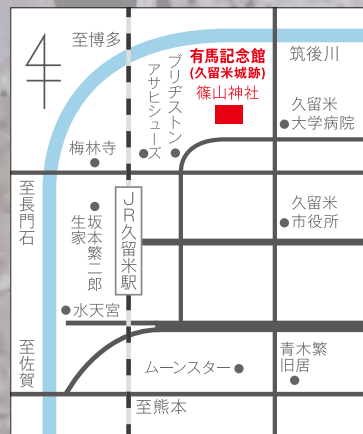 至博多
有馬記念館
(久留米城跡)
篠山神社
筑後川
ブリヂストン
アサヒシューズ
久留米
大学病院
梅林寺
至長門石
JR久留米駅
坂本繁二郎
生家
久留米
市役所
水天宮
至佐賀
ムーンスター
青木繁
旧居
至熊本